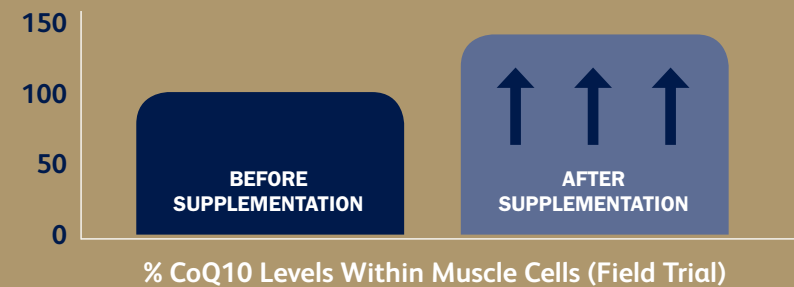 150
100
50
0
BEFORE
SUPPLEMENTATION
AFTER
SUPPLEMENTATION
% CoQ10 Levels Within Muscle Cells (Field Trial)